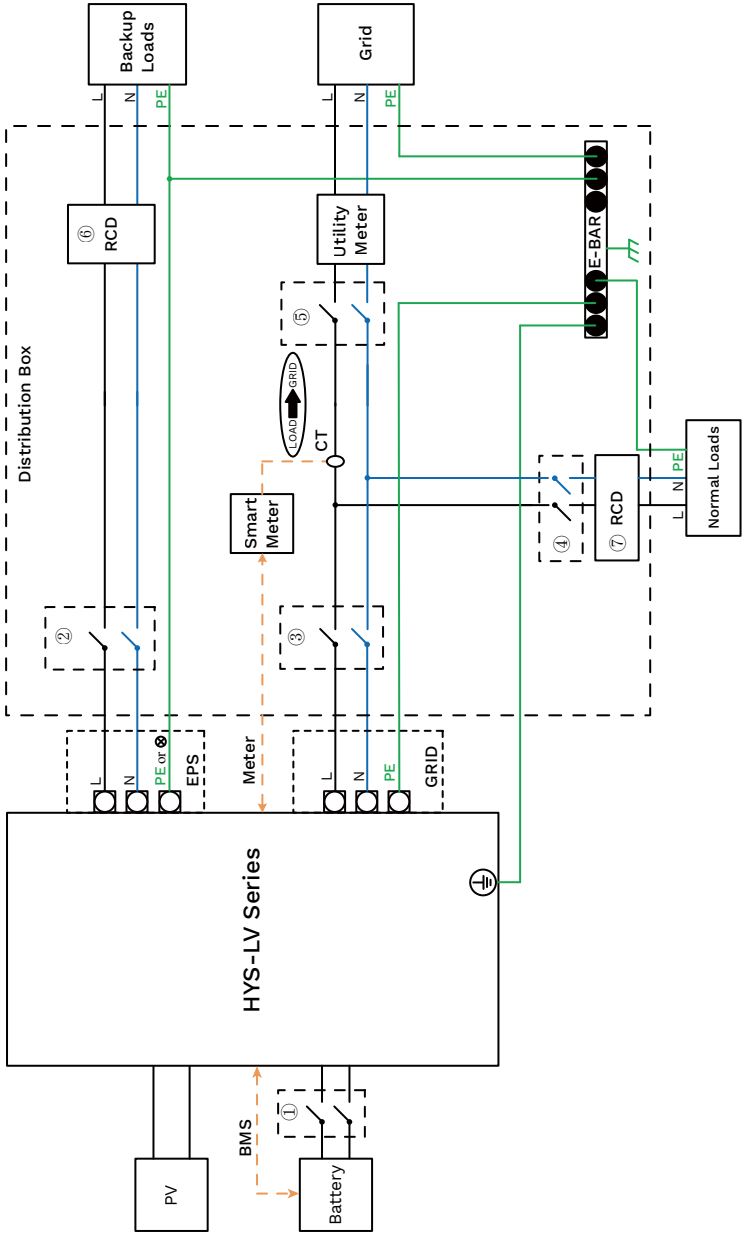 Distribution Box
PV
Battery
BMS
①
HYS-LV Series
L
N
PE or ⊗
EPS
Meter
L
N
PE
GRID
②
③
Smart
Meter
CT
LOAD GRID
④
⑤
⑥
RCD
Utility
Meter
⑦
RCD
E-BAR
L
N
PE
Backup
Loads
L
N
PE
Grid
L
N
PE
Normal Loads